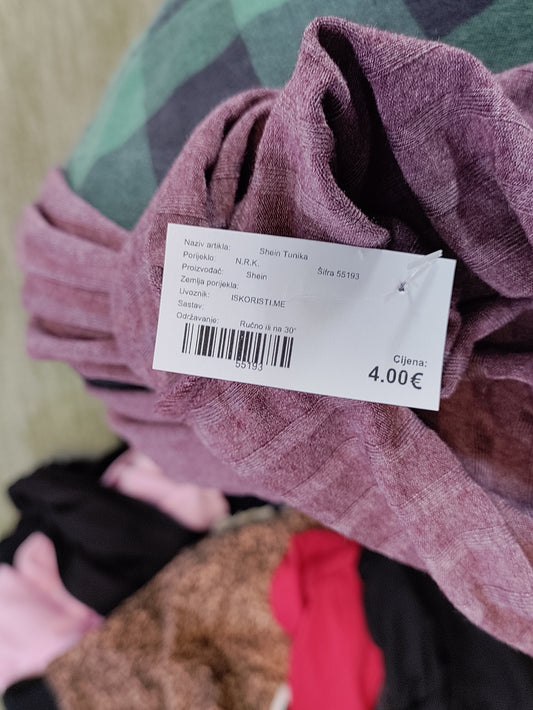 Naziv artikla: Shein Tunika
Porijeklo: N.R.K.
Proizvođač: Shein Šifra 55193
Zemlja porijekla:
Uvoznik: ISKORISTI.ME
Sastav:
Održavanje: Ručno ili na 30°
55193
Cijena:
4.00€